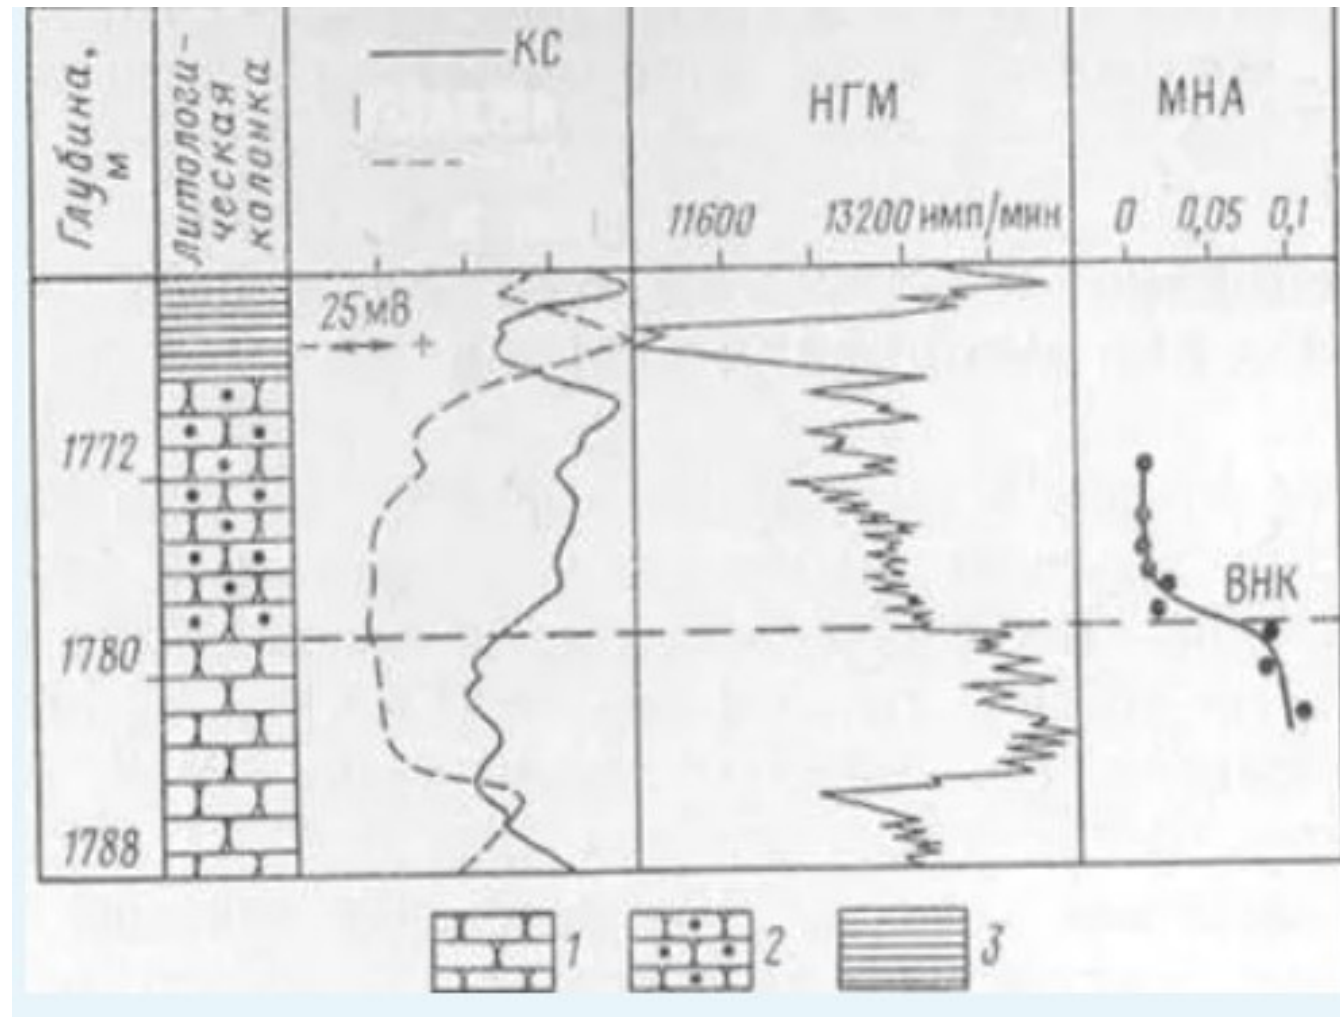 Глубина,
м
Литологи-
ческая
колонка
КС
НГМ
11600 13200 имп/мин
МНА
0 0,05 0,1
25мВ
- +
1772
ВНК
1780
1788
1
2
3